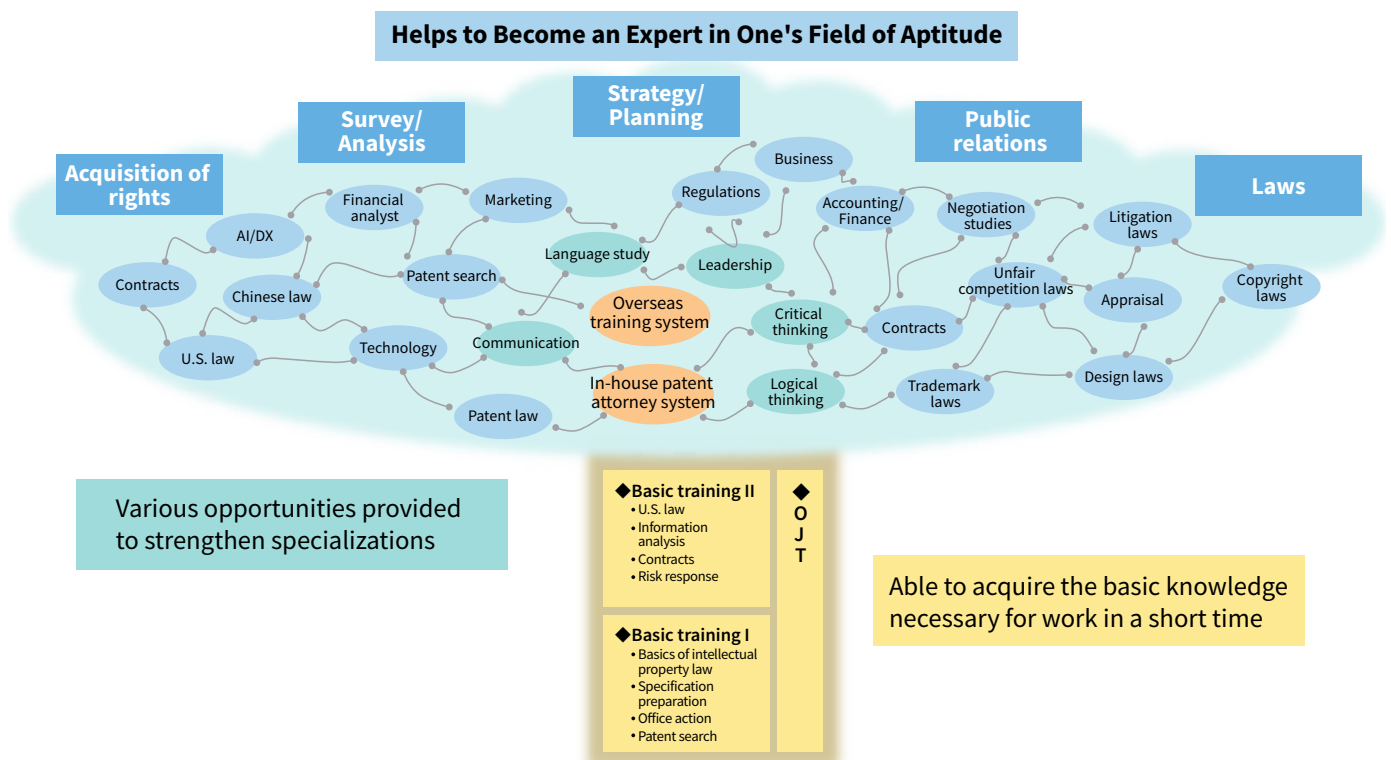 Helps to Become an Expert in One's Field of Aptitude
Strategy/
Planning
Survey/
Analysis
Public
relations
Acquisition of
rights
Laws
Business
Regulations
Marketing
Financial
analyst
Accounting/
Finance
Negotiation
studies
Litigation
laws
AI/DX
Language study
Leadership
Patent search
Contracts
Chinese law
Unfair
competition laws
Appraisal
Copyright
laws
Overseas
training system
Critical
thinking
Contracts
U.S. law
Technology
Communication
In-house patent
attorney system
Logical
thinking
Trademark
laws
Design laws
Patent law
Various opportunities provided
to strengthen specializations
◆Basic training II
• U.S. law
• Information
analysis
• Contracts
• Risk response
◆
O
J
T
Able to acquire the basic knowledge
necessary for work in a short time
◆Basic training I
• Basics of intellectual
property law
• Specification
preparation
• Office action
• Patent search